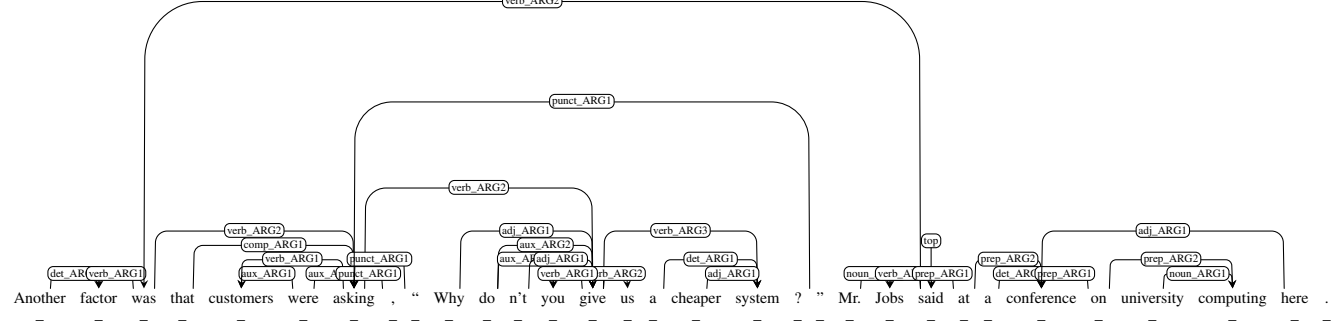 verb_ARG2
punct_ARG1
verb_ARG2
verb_ARG2 adj_ARG1 verb_ARG3 adj_ARG1
comp_ARG1 aux_ARG2 top
verb_ARG1 punct_ARG1 adj_ARG1 det_ARG1 prep_ARG2 prep_ARG2
verb_ARG1 aux_ARG1 punct_ARG1 verb_ARG1 adj_ARG1 prep_ARG1 prep_ARG1 noun_ARG1
Another factor was that customers were asking , “ Why do n’t you give us a cheaper system ? ” Mr. Jobs said at a conference on university computing here .